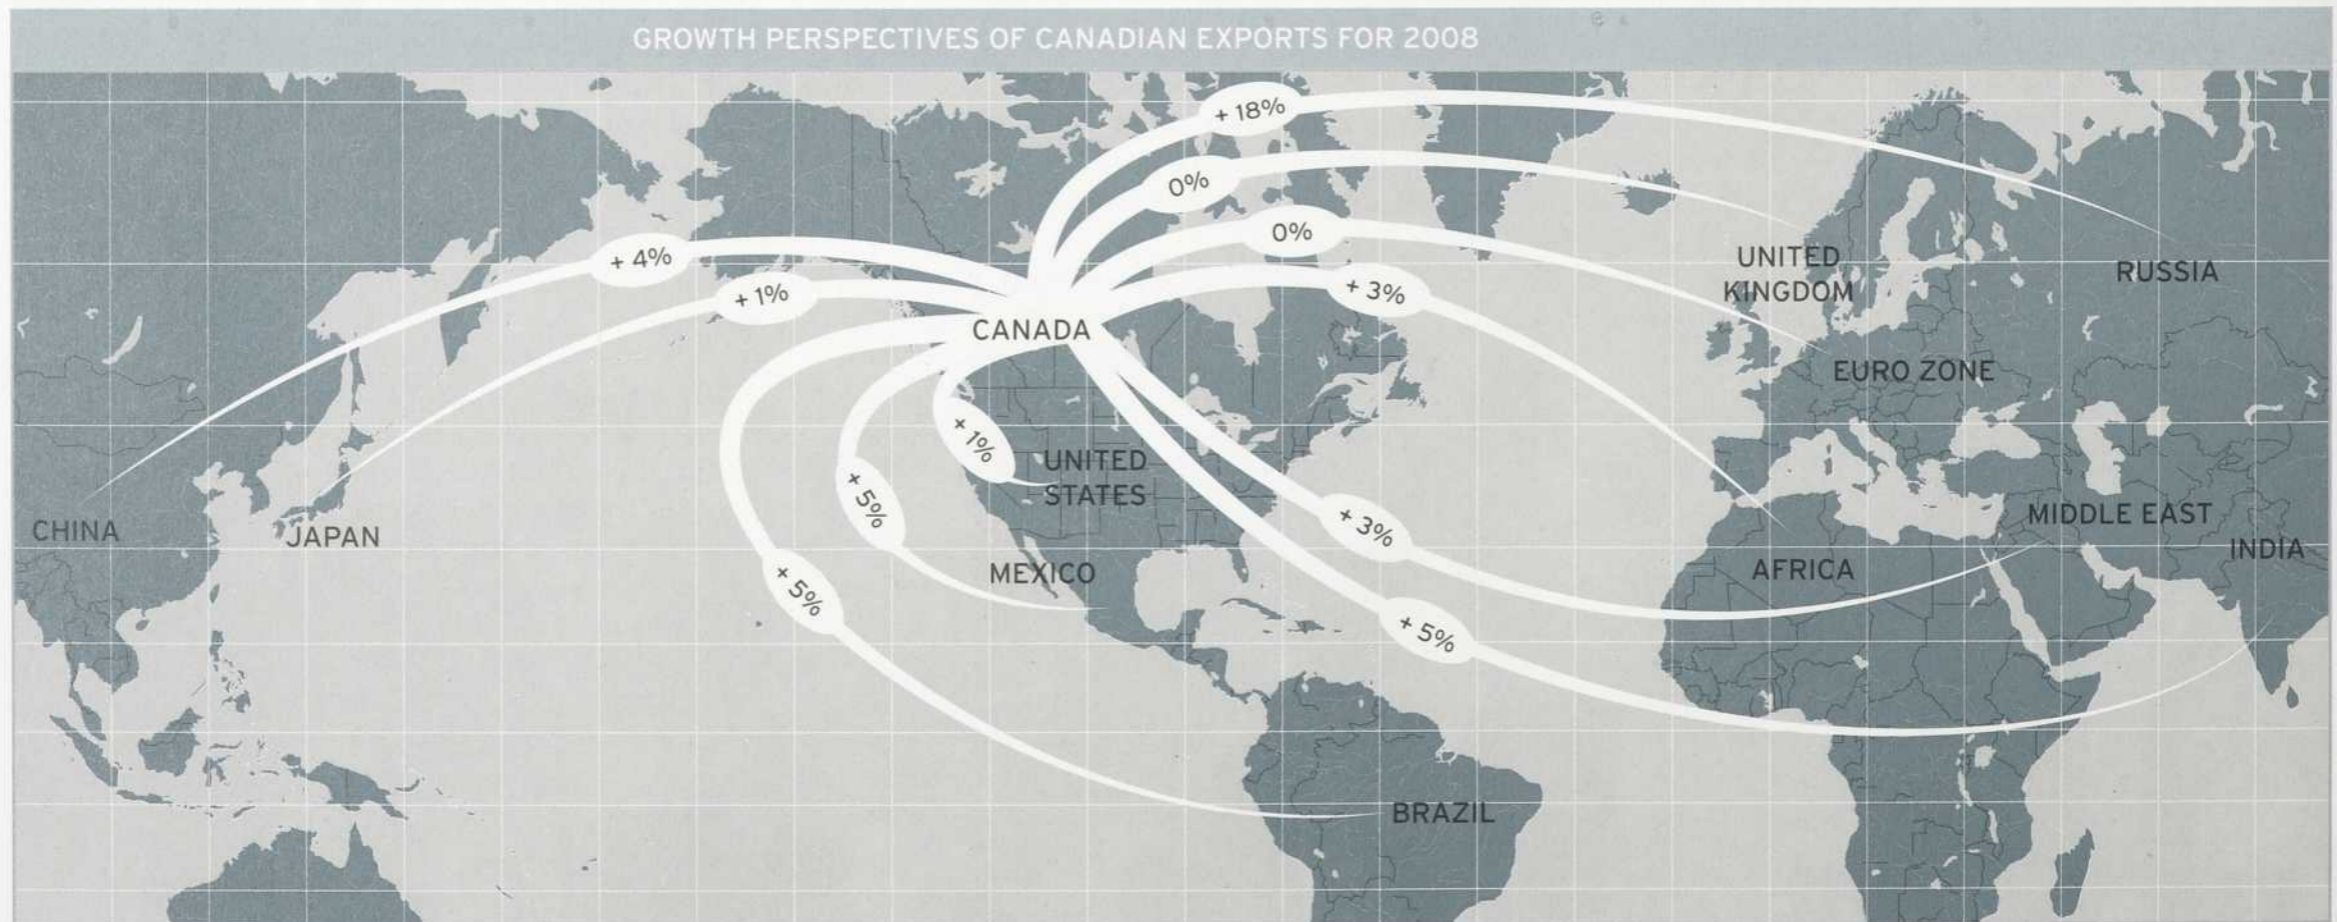 GROWTH PERSPECTIVES OF CANADIAN EXPORTS FOR 2008
+ 18%
0%
0%
+ 4%
+ 3%
+ 1%
UNITED
KINGDOM
RUSSIA
CANADA
EURO ZONE
+ 1%
UNITED
STATES
+ 5%
+ 3%
CHINA
JAPAN
MIDDLE EAST
INDIA
MEXICO
AFRICA
+ 5%
+ 5%
BRAZIL